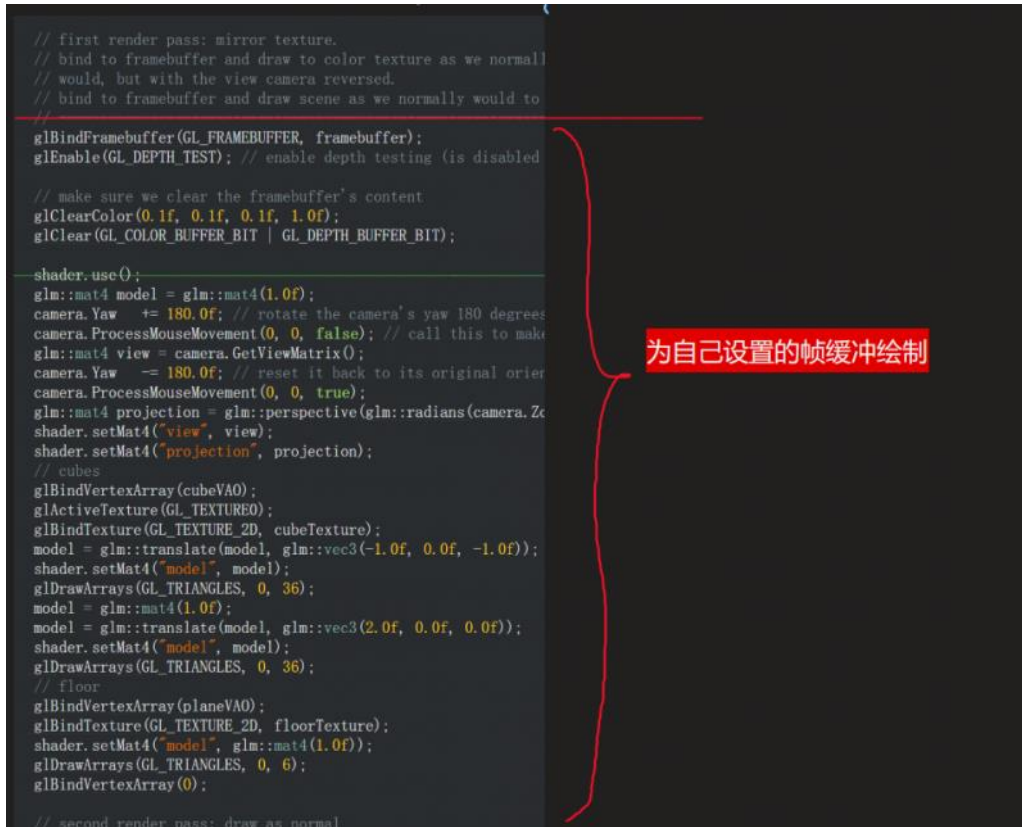 // first render pass: mirror texture.
// bind to framebuffer and draw to color texture as we normall
// would, but with the view camera reversed.
// bind to framebuffer and draw scene as we normally would to
//
glBindFramebuffer(GL_FRAMEBUFFER, framebuffer);
glEnable(GL_DEPTH_TEST); // enable depth testing (is disabled
// make sure we clear the framebuffer's content
glClearColor(0.1f, 0.1f, 0.1f, 1.0f);
glClear(GL_COLOR_BUFFER_BIT | GL_DEPTH_BUFFER_BIT);
shader.use();
glm::mat4 model = glm::mat4(1.0f);
camera.Yaw   += 180.0f; // rotate the camera's yaw 180 degrees
camera.ProcessMouseMovement(0, 0, false); // call this to make
glm::mat4 view = camera.GetViewMatrix();
camera.Yaw   -= 180.0f; // reset it back to its original orien
camera.ProcessMouseMovement(0, 0, true);
glm::mat4 projection = glm::perspective(glm::radians(camera.Zo
shader.setMat4("view", view);
shader.setMat4("projection", projection);
// cubes
glBindVertexArray(cubeVAO);
glActiveTexture(GL_TEXTURE0);
glBindTexture(GL_TEXTURE_2D, cubeTexture);
model = glm::translate(model, glm::vec3(-1.0f, 0.0f, -1.0f));
shader.setMat4("model", model);
glDrawArrays(GL_TRIANGLES, 0, 36);
model = glm::mat4(1.0f);
model = glm::translate(model, glm::vec3(2.0f, 0.0f, 0.0f));
shader.setMat4("model", model);
glDrawArrays(GL_TRIANGLES, 0, 36);
// floor
glBindVertexArray(planeVAO);
glBindTexture(GL_TEXTURE_2D, floorTexture);
shader.setMat4("model", glm::mat4(1.0f));
glDrawArrays(GL_TRIANGLES, 0, 6);
glBindVertexArray(0);
// second render pass: draw as normal
为自己设置的帧缓冲绘制